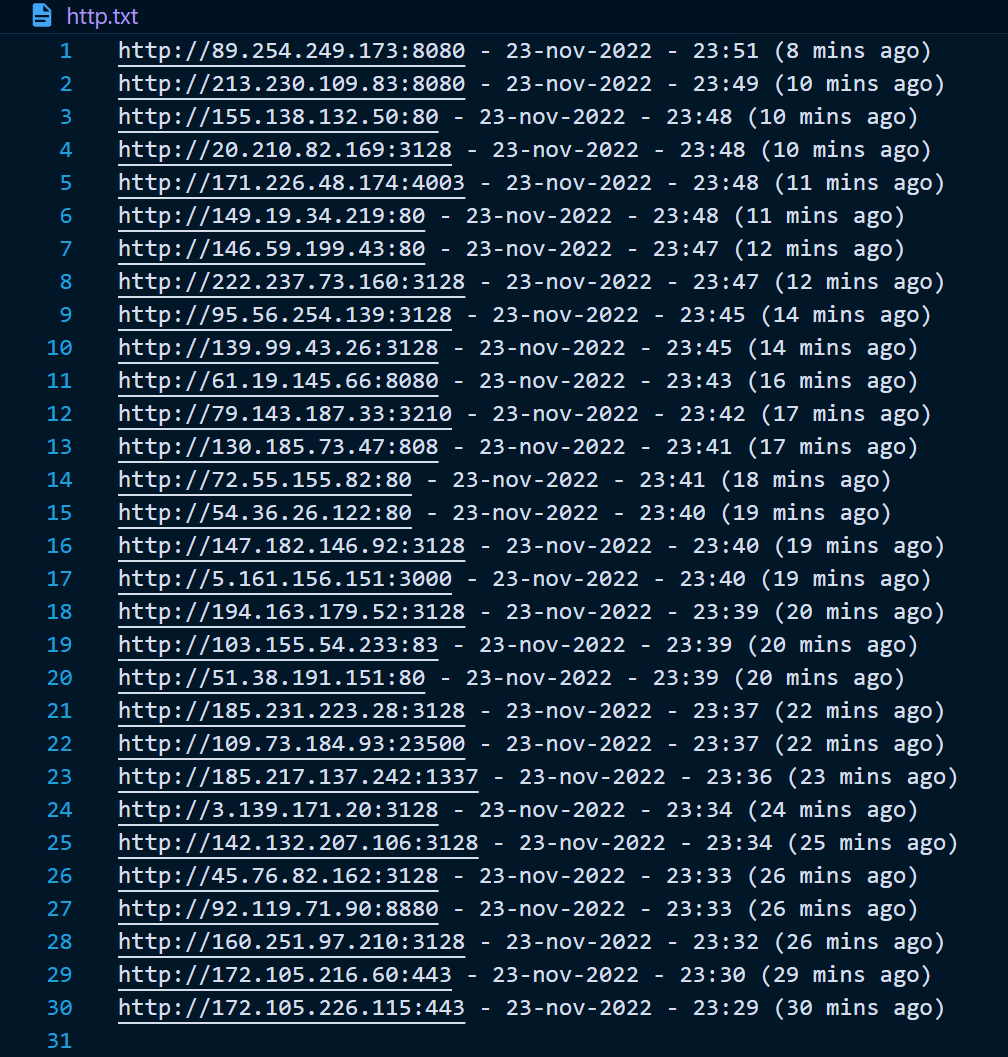 http.txt
1 http://89.254.249.173:8080 - 23-nov-2022 - 23:51 (8 mins ago)
2 http://213.230.109.83:8080 - 23-nov-2022 - 23:49 (10 mins ago)
3 http://155.138.132.50:80 - 23-nov-2022 - 23:48 (10 mins ago)
4 http://20.210.82.169:3128 - 23-nov-2022 - 23:48 (10 mins ago)
5 http://171.226.48.174:4003 - 23-nov-2022 - 23:48 (11 mins ago)
6 http://149.19.34.219:80 - 23-nov-2022 - 23:48 (11 mins ago)
7 http://146.59.199.43:80 - 23-nov-2022 - 23:47 (12 mins ago)
8 http://222.237.73.160:3128 - 23-nov-2022 - 23:47 (12 mins ago)
9 http://95.56.254.139:3128 - 23-nov-2022 - 23:45 (14 mins ago)
10 http://139.99.43.26:3128 - 23-nov-2022 - 23:45 (14 mins ago)
11 http://61.19.145.66:8080 - 23-nov-2022 - 23:43 (16 mins ago)
12 http://79.143.187.33:3210 - 23-nov-2022 - 23:42 (17 mins ago)
13 http://130.185.73.47:808 - 23-nov-2022 - 23:41 (17 mins ago)
14 http://72.55.155.82:80 - 23-nov-2022 - 23:41 (18 mins ago)
15 http://54.36.26.122:80 - 23-nov-2022 - 23:40 (19 mins ago)
16 http://147.182.146.92:3128 - 23-nov-2022 - 23:40 (19 mins ago)
17 http://5.161.156.151:3000 - 23-nov-2022 - 23:40 (19 mins ago)
18 http://194.163.179.52:3128 - 23-nov-2022 - 23:39 (20 mins ago)
19 http://103.155.54.233:83 - 23-nov-2022 - 23:39 (20 mins ago)
20 http://51.38.191.151:80 - 23-nov-2022 - 23:39 (20 mins ago)
21 http://185.231.223.28:3128 - 23-nov-2022 - 23:37 (22 mins ago)
22 http://109.73.184.93:23500 - 23-nov-2022 - 23:37 (22 mins ago)
23 http://185.217.137.242:1337 - 23-nov-2022 - 23:36 (23 mins ago)
24 http://3.139.171.20:3128 - 23-nov-2022 - 23:34 (24 mins ago)
25 http://142.132.207.106:3128 - 23-nov-2022 - 23:34 (25 mins ago)
26 http://45.76.82.162:3128 - 23-nov-2022 - 23:33 (26 mins ago)
27 http://92.119.71.90:8880 - 23-nov-2022 - 23:33 (26 mins ago)
28 http://160.251.97.210:3128 - 23-nov-2022 - 23:32 (26 mins ago)
29 http://172.105.216.60:443 - 23-nov-2022 - 23:30 (29 mins ago)
30 http://172.105.226.115:443 - 23-nov-2022 - 23:29 (30 mins ago)
31